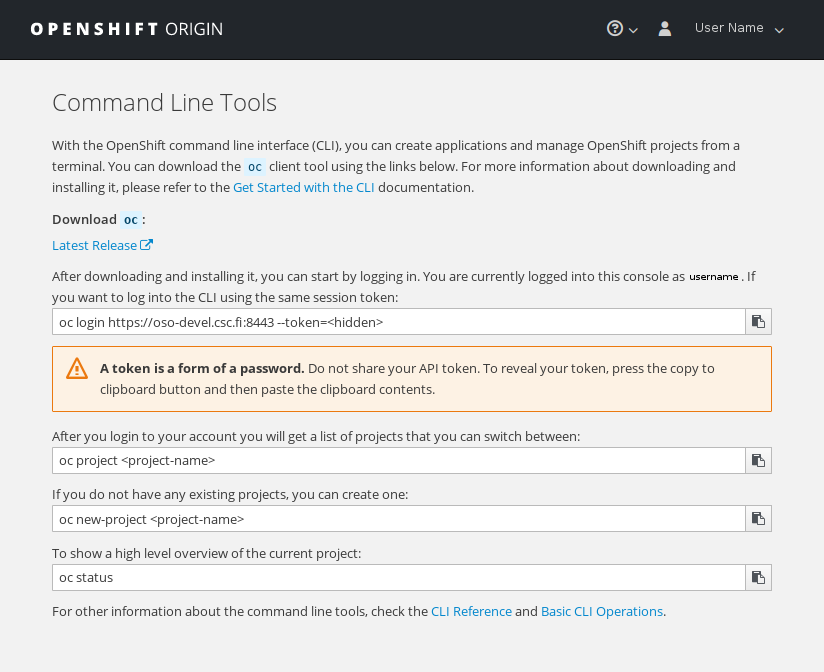 OPENSHIFT ORIGIN
User Name
Command Line Tools
With the OpenShift command line interface (CLI), you can create applications and manage OpenShift projects from a
terminal. You can download the oc client tool using the links below. For more information about downloading and
installing it, please refer to the Get Started with the CLI documentation.
Download oc:
Latest Release
After downloading and installing it, you can start by logging in. You are currently logged into this console as username. If
you want to log into the CLI using the same session token:
oc login https://oso-devel.csc.fi:8443 --token=<hidden>
A token is a form of a password. Do not share your API token. To reveal your token, press the copy to
clipboard button and then paste the clipboard contents.
After you login to your account you will get a list of projects that you can switch between:
oc project <project-name>
If you do not have any existing projects, you can create one:
oc new-project <project-name>
To show a high level overview of the current project:
oc status
For other information about the command line tools, check the CLI Reference and Basic CLI Operations.